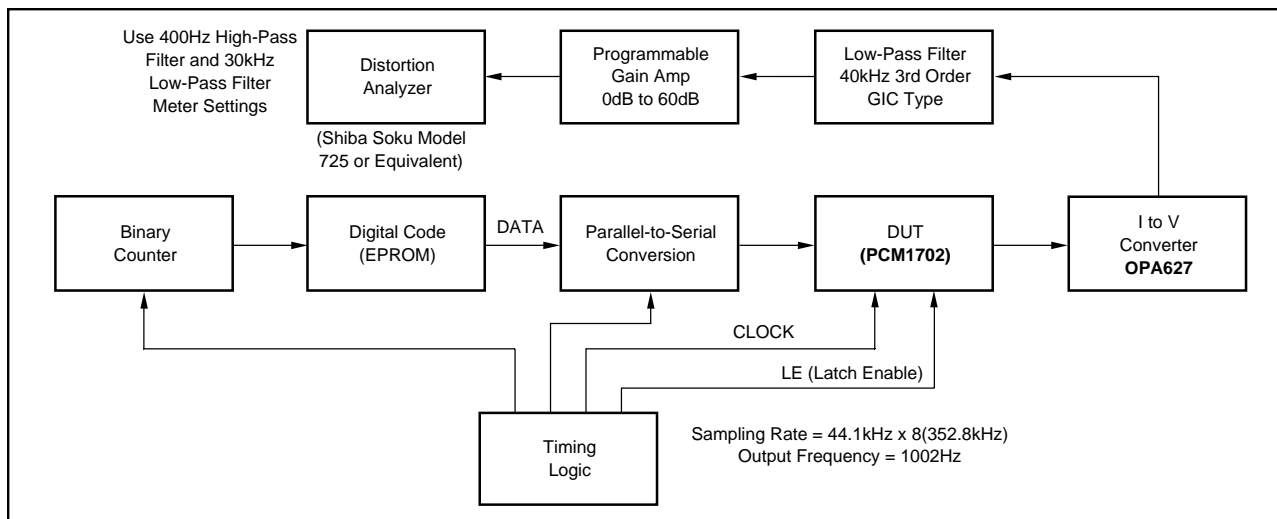 Use 400Hz High-Pass
Filter and 30kHz
Low-Pass Filter
Meter Settings
Distortion
Analyzer
(Shiba Soku Model
725 or Equivalent)
Programmable
Gain Amp
0dB to 60dB
Low-Pass Filter
40kHz 3rd Order
GIC Type
Binary
Counter
Digital Code
(EPROM)
DATA
Parallel-to-Serial
Conversion
DUT
(PCM1702)
I to V
Converter
OPA627
CLOCK
LE (Latch Enable)
Timing
Logic
Sampling Rate = 44.1kHz x 8(352.8kHz)
Output Frequency = 1002Hz